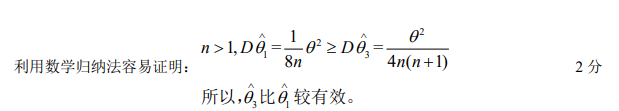 利用数学归纳法容易证明: n > 1, Dθ̂₁ = 1/8n θ² ≥ Dθ̂₃ = θ²/4n(n+1) 2 分
所以, θ̂₃ 比 θ̂₁ 较有效。